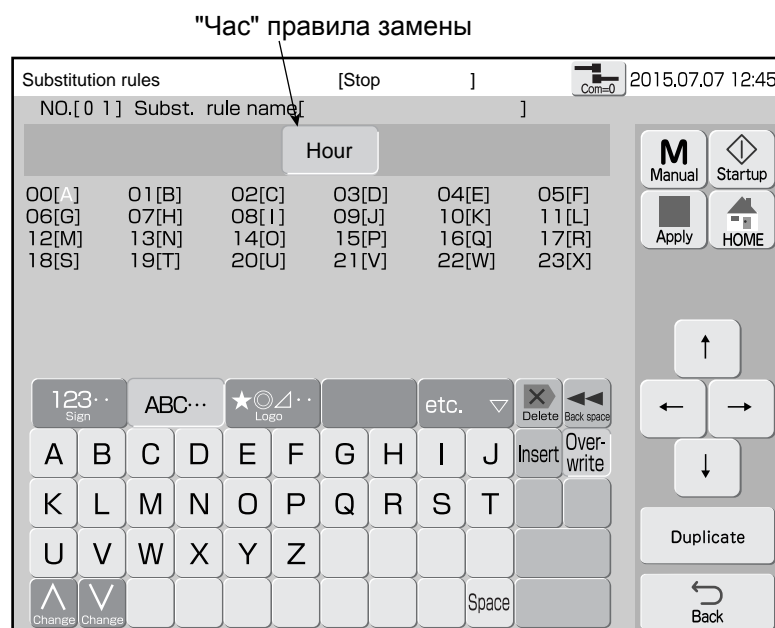 "Час" правила замены
Substitution rules [Stop ] Com=0 2015.07.07 12:45
NO.[0 1] Subst. rule name[ ]
Hour
M Manual
Startup
00[A] 01[B] 02[C] 03[D] 04[E] 05[F]
06[G] 07[H] 08[I] 09[J] 10[K] 11[L]
12[M] 13[N] 14[O] 15[P] 16[Q] 17[R]
18[S] 19[T] 20[U] 21[V] 22[W] 23[X]
Apply
HOME
↑
← →
↓
123·· Sign
ABC···
★◎⊿·· Logo
etc. ▽
Delete
◀◀ Back space
A B C D E F G H I J Insert Over-
write
K L M N O P Q R S T
U V W X Y Z
Change Change Space
Duplicate
Back